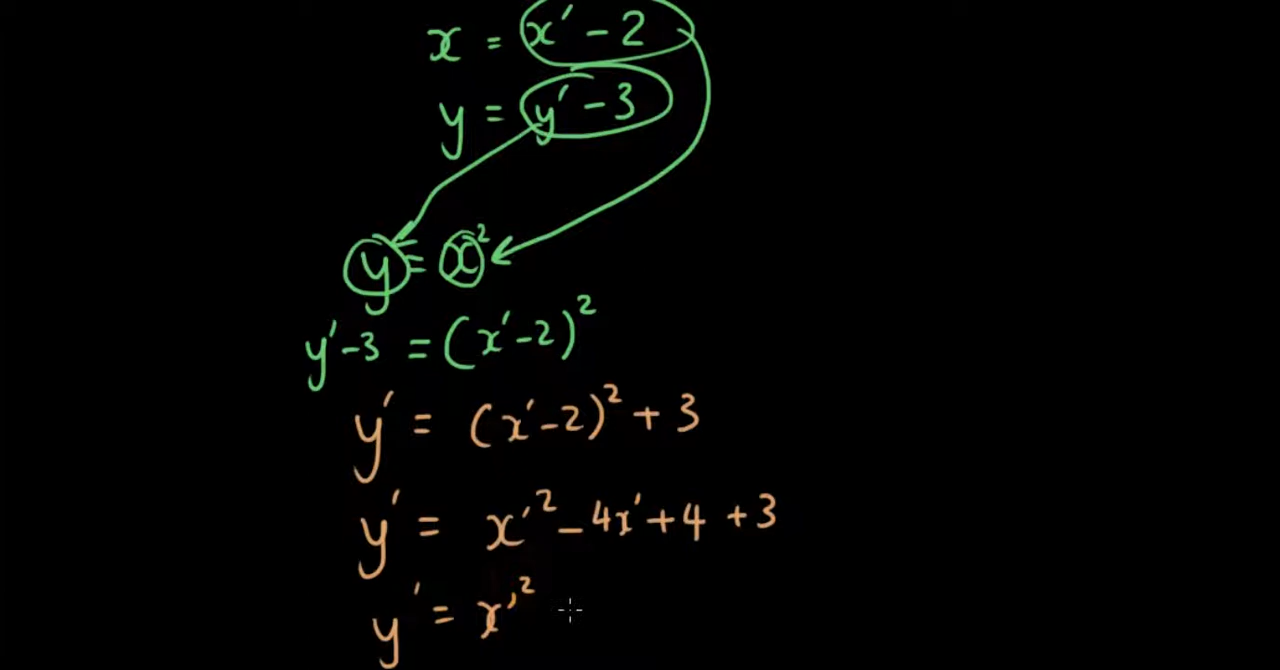 x = x′ − 2
y = y′ − 3
y = x²
y′−3 = (x′−2)²
y′ = (x′−2)² + 3
y′ = x′² − 4x′ + 4 + 3
y′ = x′²